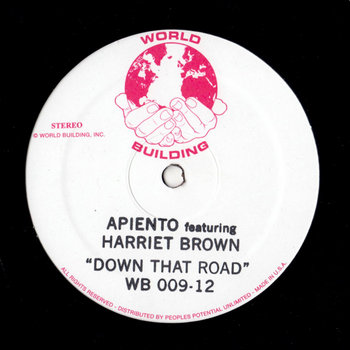 WORLD
BUILDING
STEREO
© WORLD BUILDING, INC.
APIENTO featuring
HARRIET BROWN
“DOWN THAT ROAD”
WB 009-12
ALL RIGHTS RESERVED - DISTRIBUTED BY PEOPLES POTENTIAL UNLIMITED - MADE IN U.S.A.